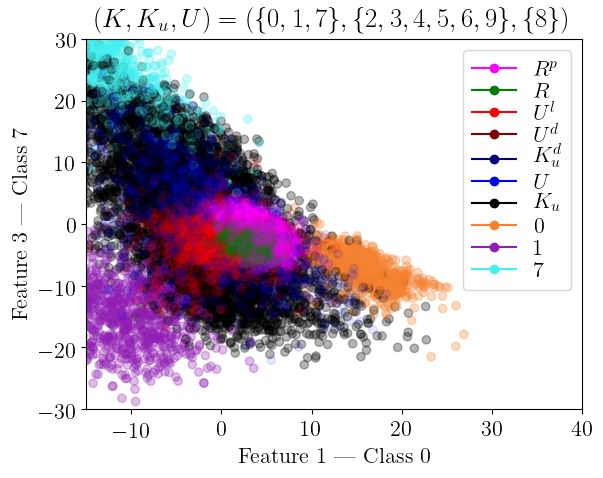 (K, K_u, U) = ({0, 1, 7}, {2, 3, 4, 5, 6, 9}, {8})
30
20
10
0
−10
−20
−30
Feature 3 — Class 7
R^p
R
U^l
U^d
K_u^d
U
K_u
0
1
7
−10 0 10 20 30 40
Feature 1 — Class 0